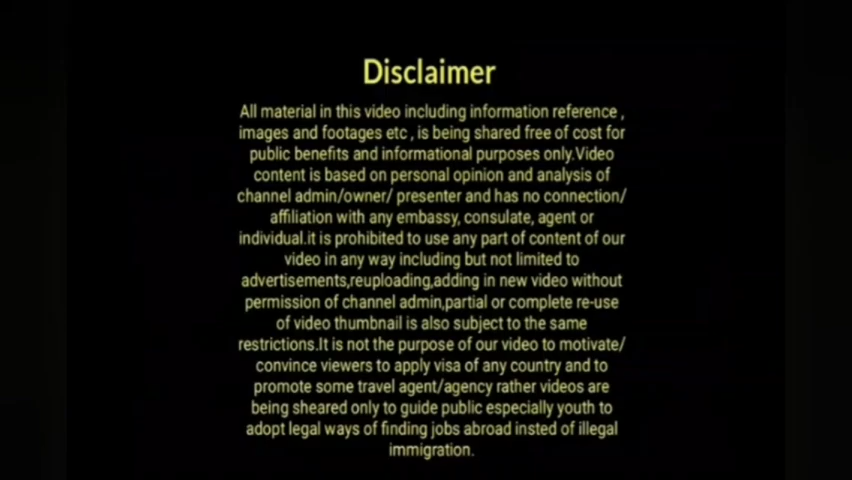 Disclaimer
All material in this video including information reference ,
images and footages etc , is being shared free of cost for
public benefits and informational purposes only.Video
content is based on personal opinion and analysis of
channel admin/owner/ presenter and has no connection/
affiliation with any embassy, consulate, agent or
individual.it is prohibited to use any part of content of our
video in any way including but not limited to
advertisements,reuploading,adding in new video without
permission of channel admin,partial or complete re-use
of video thumbnail is also subject to the same
restrictions.It is not the purpose of our video to motivate/
convince viewers to apply visa of any country and to
promote some travel agent/agency rather videos are
being sheared only to guide public especially youth to
adopt legal ways of finding jobs abroad insted of illegal
immigration.